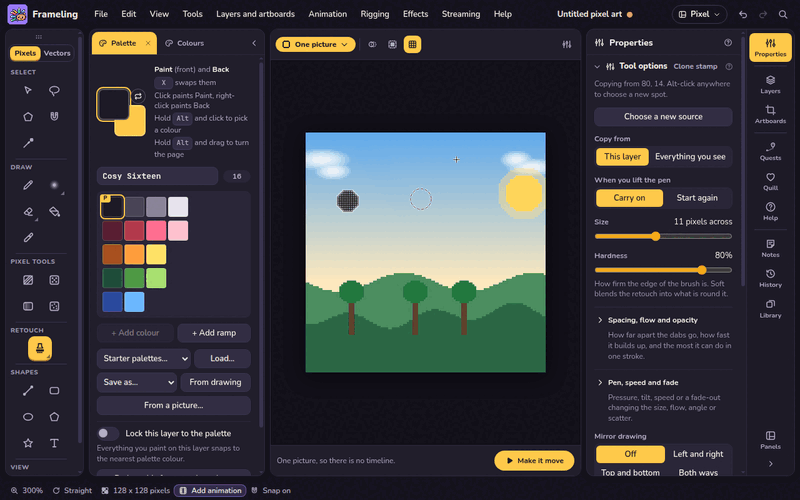 Frameling
File Edit View Tools Layers and artboards Animation Rigging Effects Streaming Help
Untitled pixel art
Pixel
Pixels Vectors
SELECT
DRAW
PIXEL TOOLS
RETOUCH
SHAPES
VIEW
Palette
Colours
Paint (front) and Back
X swaps them
Click paints Paint, right-
click paints Back
Hold Alt and click to pick
a colour
Hold Alt and drag to turn
the page
Cosy Sixteen 16
P
+ Add colour + Add ramp
Starter palettes... Load...
Save as... From drawing
From a picture...
Lock this layer to the palette
Everything you paint on this layer snaps to
the nearest palette colour.
One picture
One picture, so there is no timeline.
Make it move
Properties
Tool options Clone stamp
Copying from 80, 14. Alt-click anywhere
to choose a new spot.
Choose a new source
Copy from
This layer Everything you see
When you lift the pen
Carry on Start again
Size 11 pixels across
Hardness 80%
How firm the edge of the brush is. Soft
blends the retouch into what is round it.
Spacing, flow and opacity
How far apart the dabs go, how fast
it builds up, and the most it can do in
one stroke.
Pen, speed and fade
Pressure, tilt, speed or a fade-out
changing the size, flow, angle or
scatter.
Mirror drawing
Off Left and right
Top and bottom Both ways
Properties
Layers
Artboards
Quests
Quill
Help
Notes
History
Library
Panels
300% Straight 128 x 128 pixels Add animation Snap on